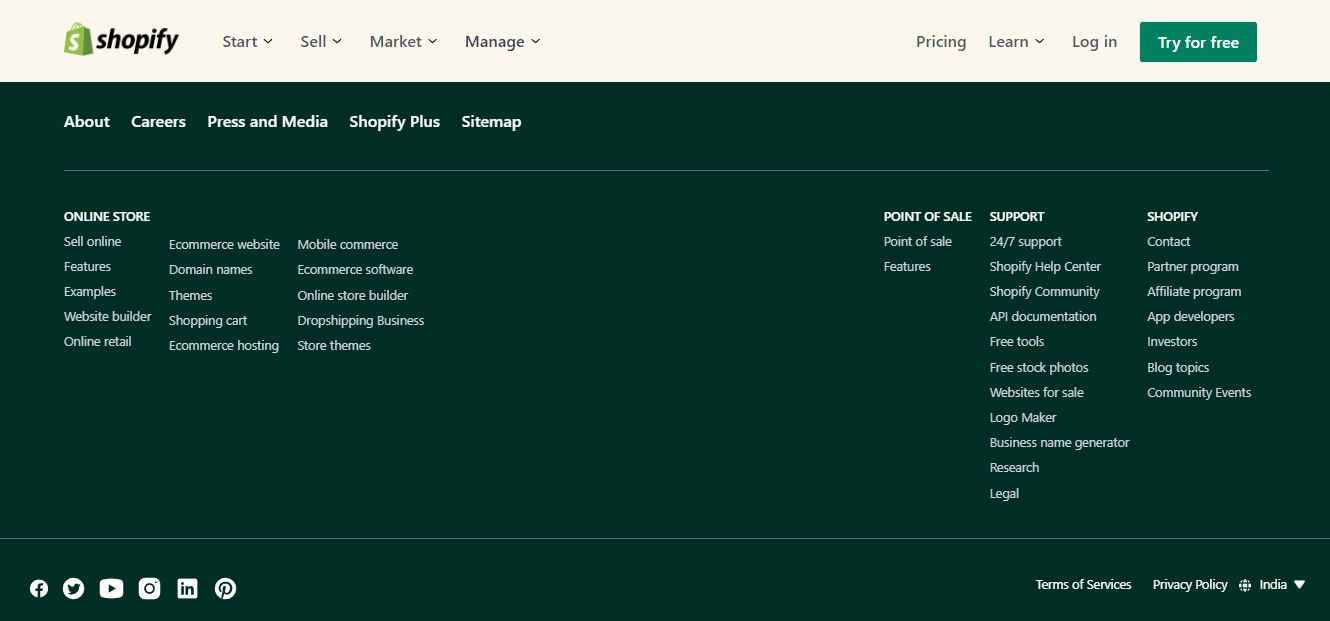 shopify
Start Sell Market Manage Pricing Learn Log in Try for free
About Careers Press and Media Shopify Plus Sitemap
ONLINE STORE
Sell online
Features
Examples
Website builder
Online retail
Ecommerce website
Domain names
Themes
Shopping cart
Ecommerce hosting
Mobile commerce
Ecommerce software
Online store builder
Dropshipping Business
Store themes
POINT OF SALE
Point of sale
Features
SUPPORT
24/7 support
Shopify Help Center
Shopify Community
API documentation
Free tools
Free stock photos
Websites for sale
Logo Maker
Business name generator
Research
Legal
SHOPIFY
Contact
Partner program
Affiliate program
App developers
Investors
Blog topics
Community Events
Terms of Services Privacy Policy India